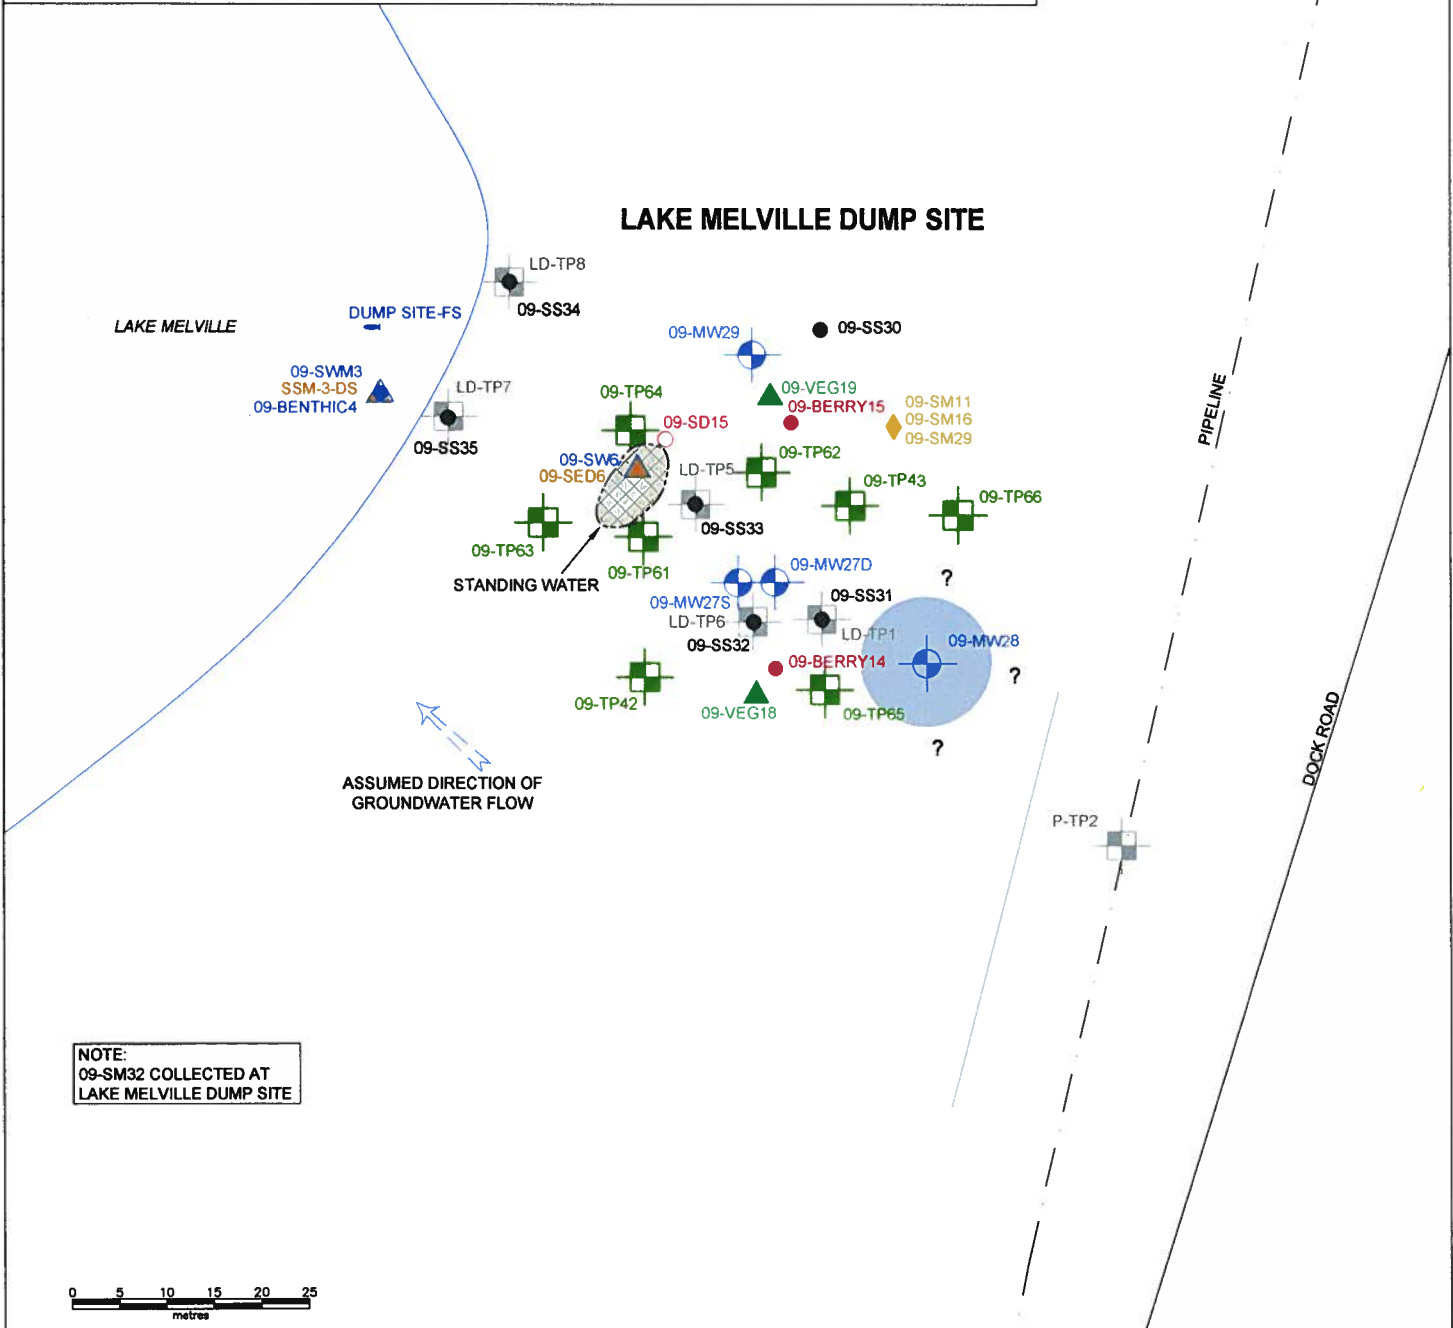 LAKE MELVILLE DUMP SITE
LD-TP8
09-SS34
DUMP SITE-FS
LAKE MELVILLE
09-SWM3
SSM-3-DS
09-BENTHIC4
LD-TP7
09-SS35
09-MW29
09-SS30
09-VEG19
09-BERRY15
09-SM11
09-SM16
09-SM29
09-TP64
09-SD15
09-SW6
09-SED6
LD-TP5
09-SS33
09-TP62
09-TP43
09-TP66
09-TP63
09-TP61
STANDING WATER
09-MW27D
09-MW27S
LD-TP6
09-SS32
09-SS31
LD-TP1
?
09-MW28
?
?
09-BERRY14
09-TP42
09-VEG18
09-TP65
ASSUMED DIRECTION OF
GROUNDWATER FLOW
PIPELINE
DOCK ROAD
P-TP2
NOTE:
09-SM32 COLLECTED AT
LAKE MELVILLE DUMP SITE
0 5 10 15 20 25
metres